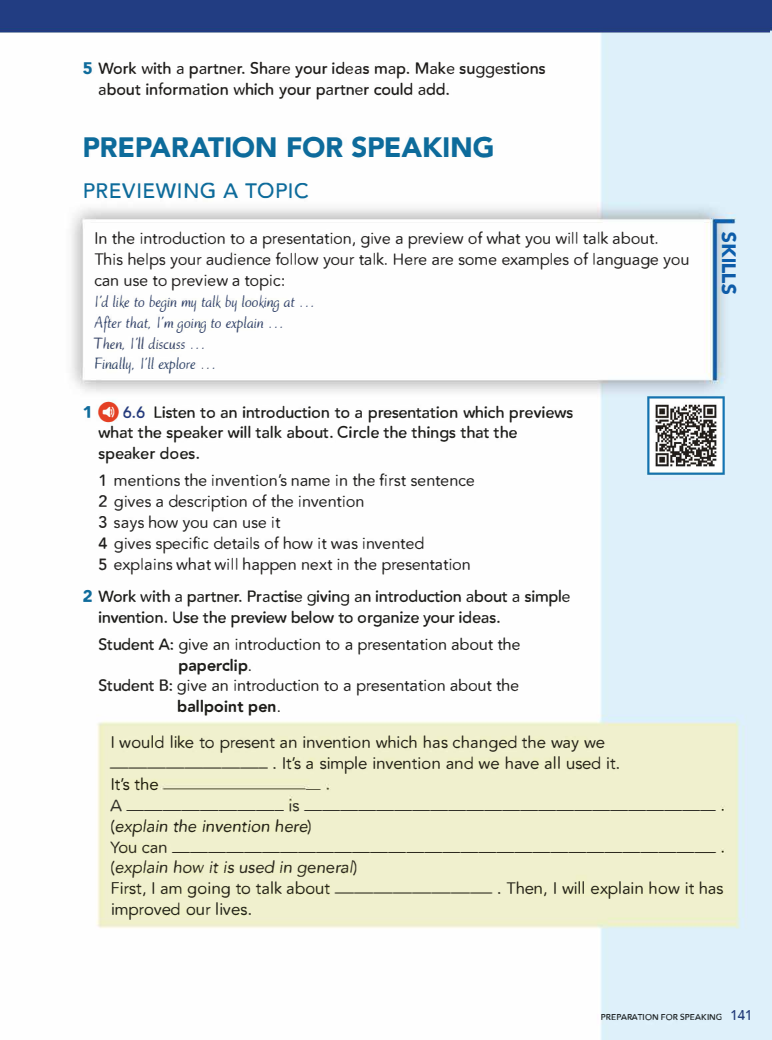 5 Work with a partner. Share your ideas map. Make suggestions
about information which your partner could add.
PREPARATION FOR SPEAKING
PREVIEWING A TOPIC
In the introduction to a presentation, give a preview of what you will talk about.
This helps your audience follow your talk. Here are some examples of language you
can use to preview a topic:
I'd like to begin my talk by looking at ...
After that, I'm going to explain ...
Then, I'll discuss ...
Finally, I'll explore ...
SKILLS
1 6.6 Listen to an introduction to a presentation which previews
what the speaker will talk about. Circle the things that the
speaker does.
1 mentions the invention's name in the first sentence
2 gives a description of the invention
3 says how you can use it
4 gives specific details of how it was invented
5 explains what will happen next in the presentation
2 Work with a partner. Practise giving an introduction about a simple
invention. Use the preview below to organize your ideas.
Student A: give an introduction to a presentation about the
paperclip.
Student B: give an introduction to a presentation about the
ballpoint pen.
I would like to present an invention which has changed the way we
________________ . It's a simple invention and we have all used it.
It's the ________________ .
A ________________ is ________________________________________ .
(explain the invention here)
You can ____________________________________________________ .
(explain how it is used in general)
First, I am going to talk about ________________ . Then, I will explain how it has
improved our lives.
PREPARATION FOR SPEAKING 141